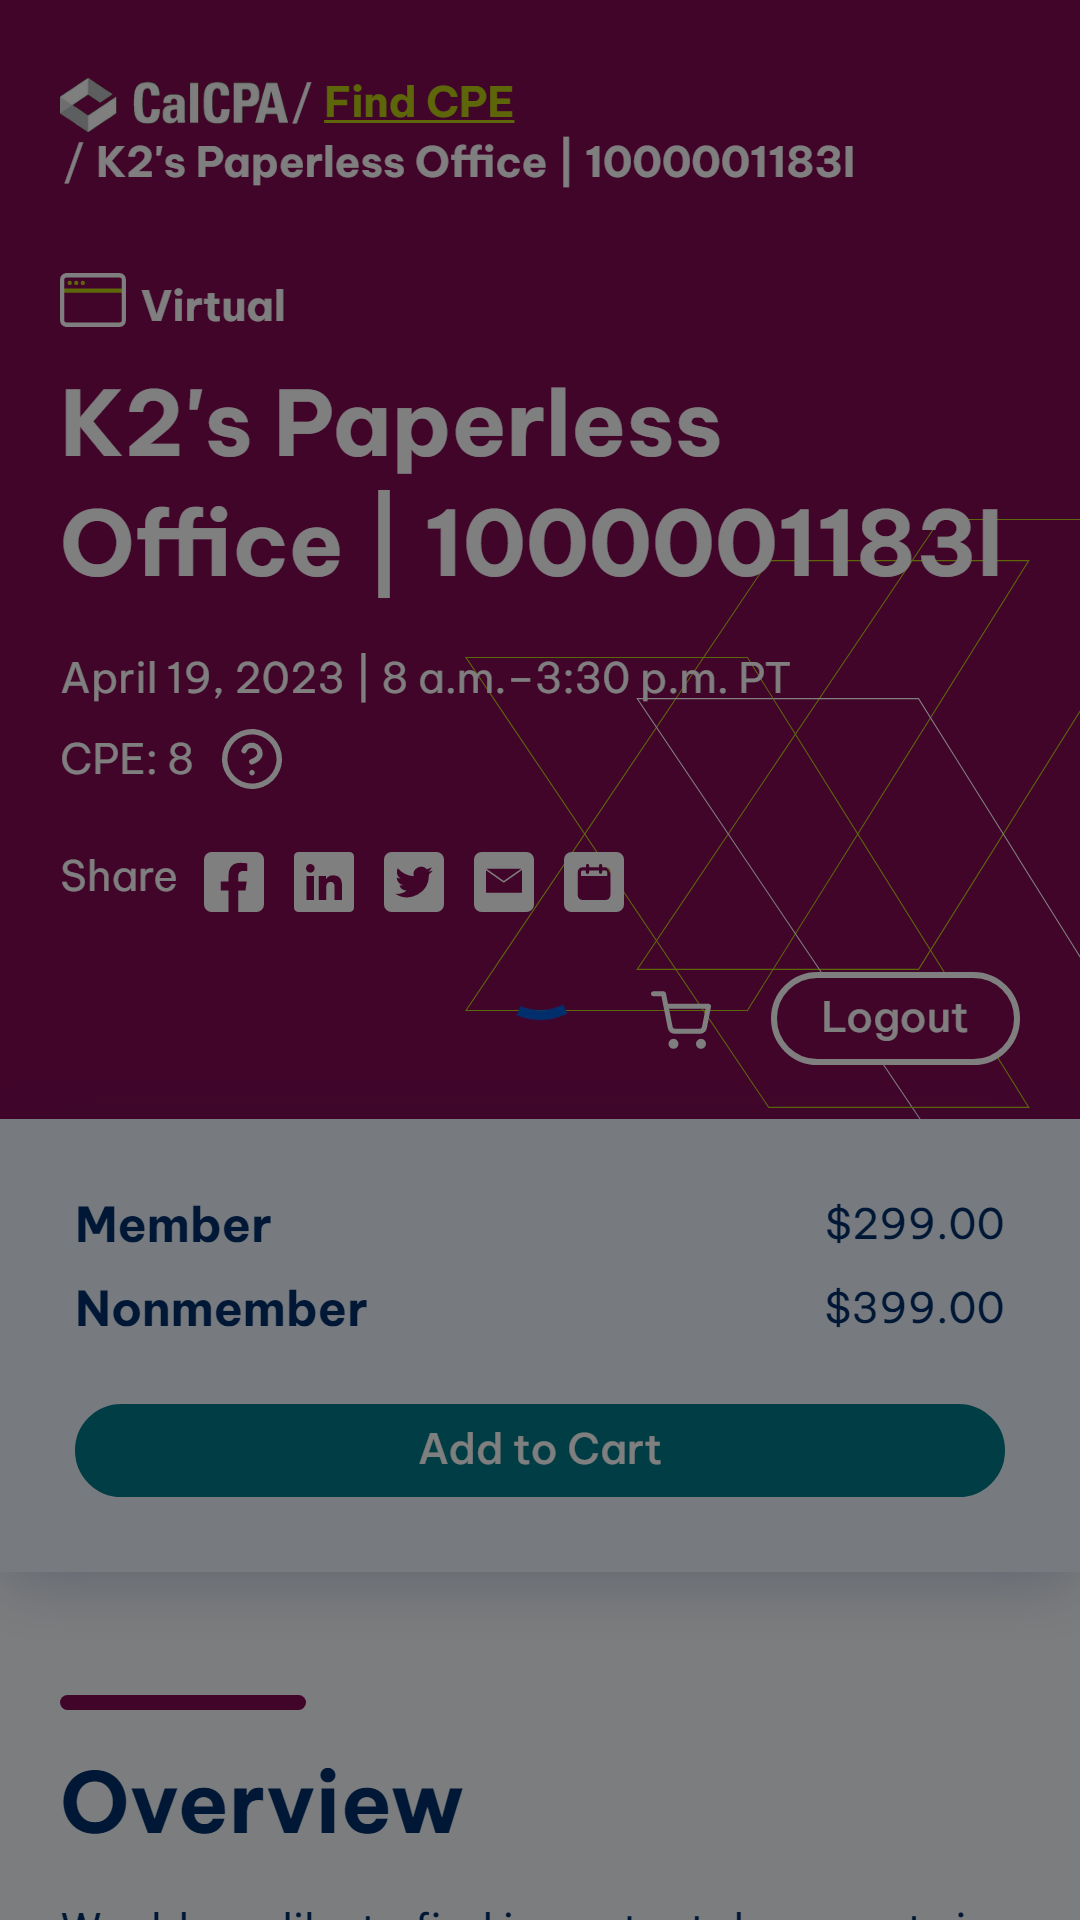 CalCPA / Find CPE
/ K2's Paperless Office | 1000001183I
Virtual
K2's Paperless
Office | 1000001183I
April 19, 2023 | 8 a.m.–3:30 p.m. PT
CPE: 8 ?
Share
Logout
Member $299.00
Nonmember $399.00
Add to Cart
Overview